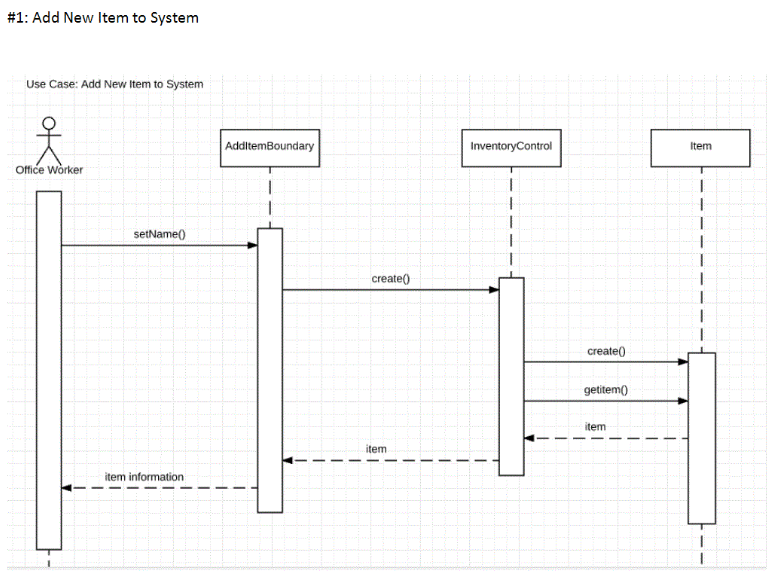 #1: Add New Item to System
Use Case: Add New Item to System
Office Worker
AddItemBoundary
InventoryControl
Item
setName()
create()
create()
getitem()
item
item
item information